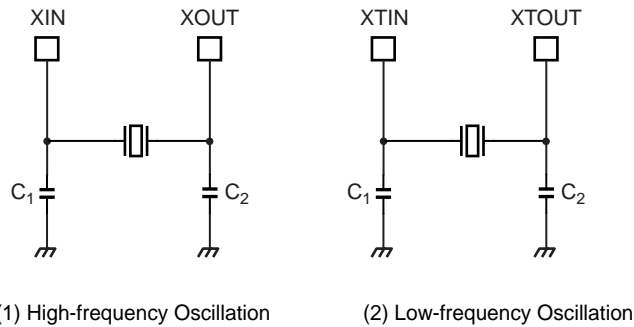 XIN XOUT XTIN XTOUT
C1 C2 C1 C2
(1) High-frequency Oscillation (2) Low-frequency Oscillation